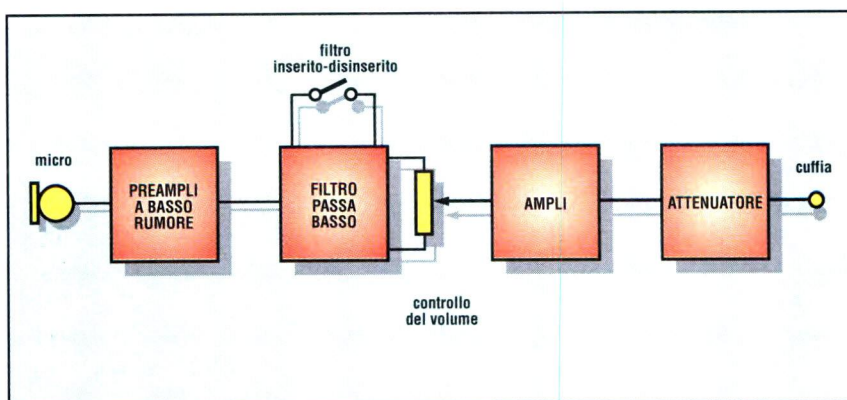 filtro
inserito-disinserito
micro
PREAMPLI
A BASSO
RUMORE
FILTRO
PASSA
BASSO
AMPLI
ATTENUATORE
cuffia
controllo
del volume